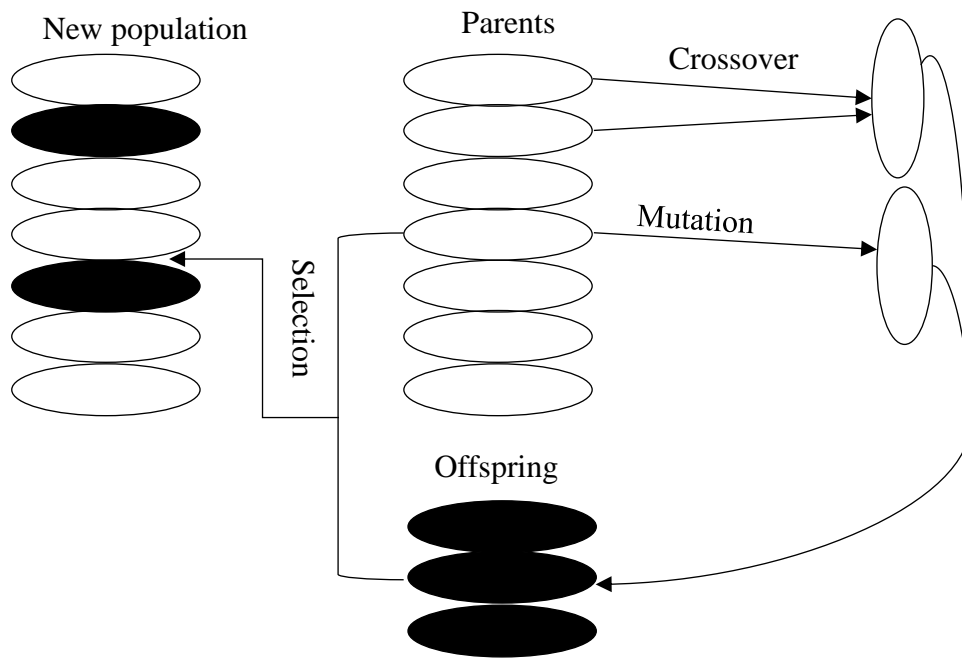 New population
Parents
Crossover
Mutation
Selection
Offspring